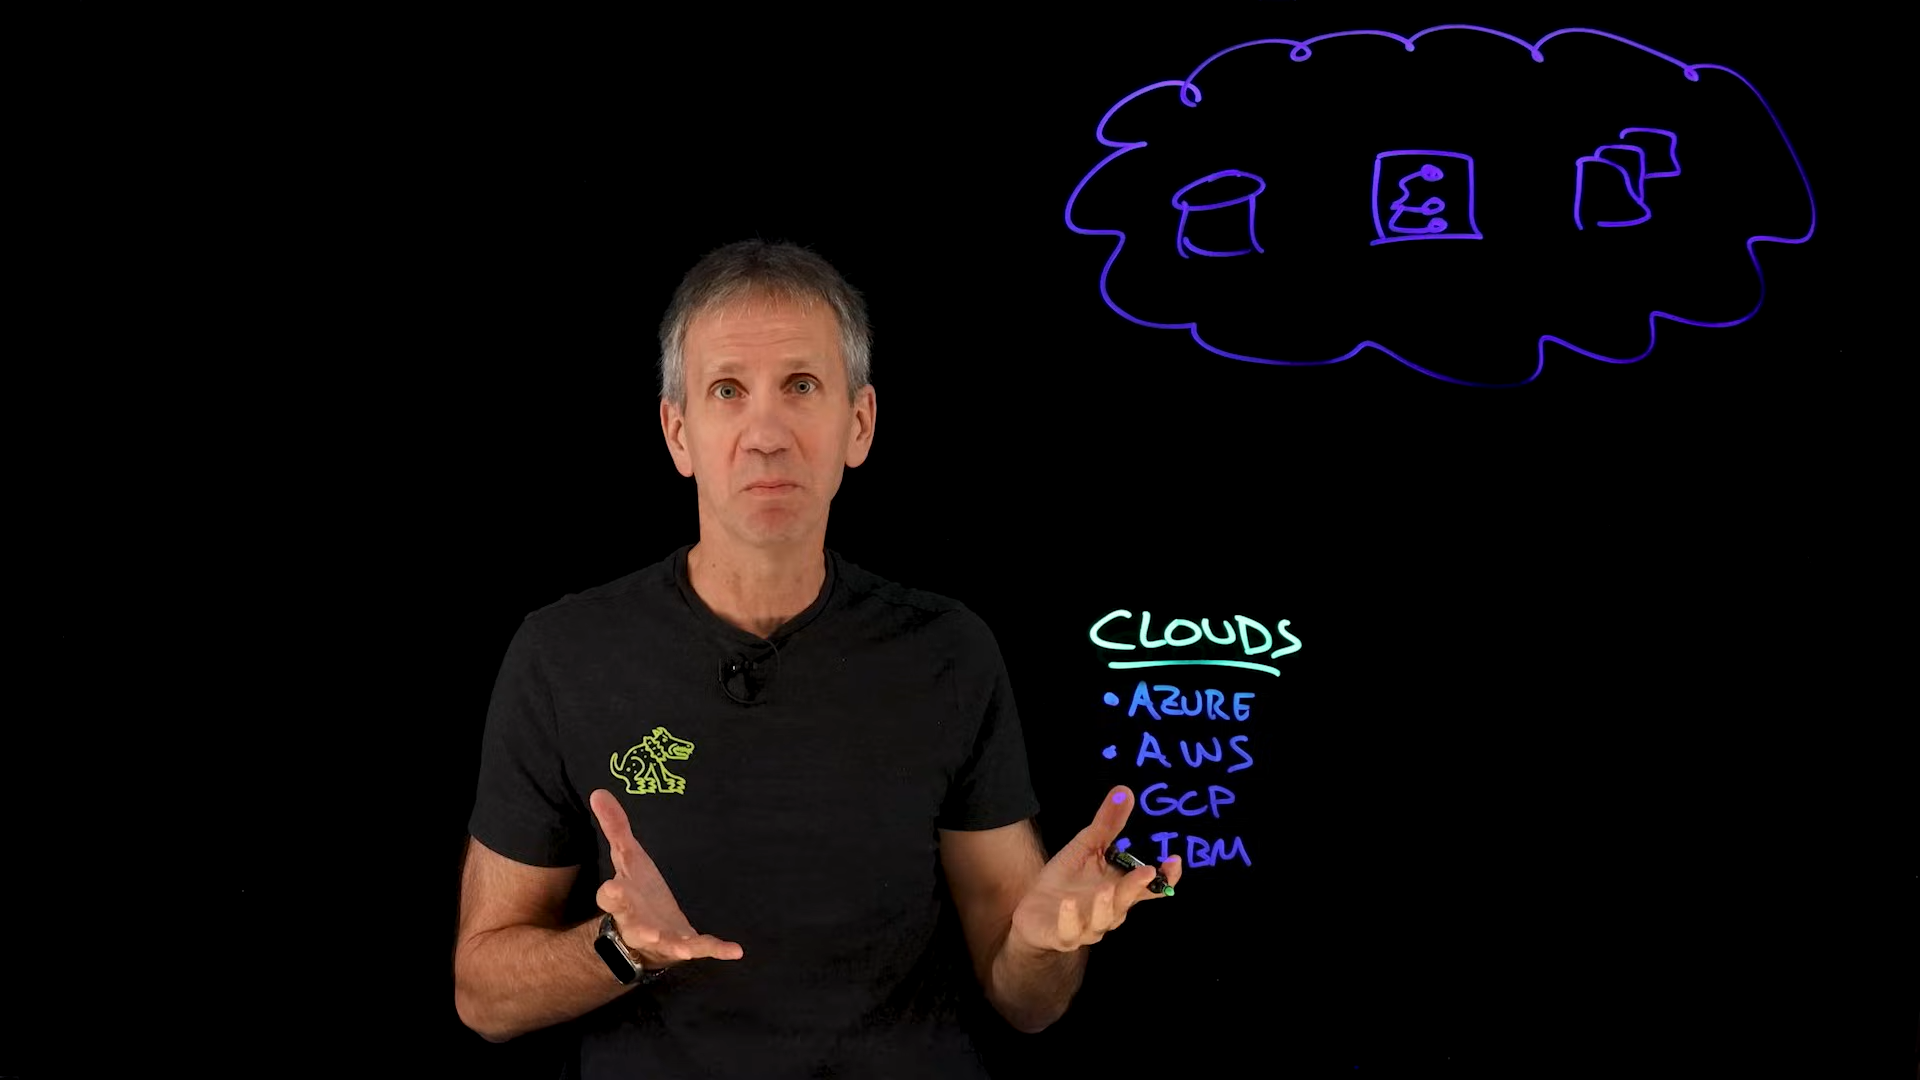 CLOUDS
• AZURE
• AWS
• GCP
• IBM